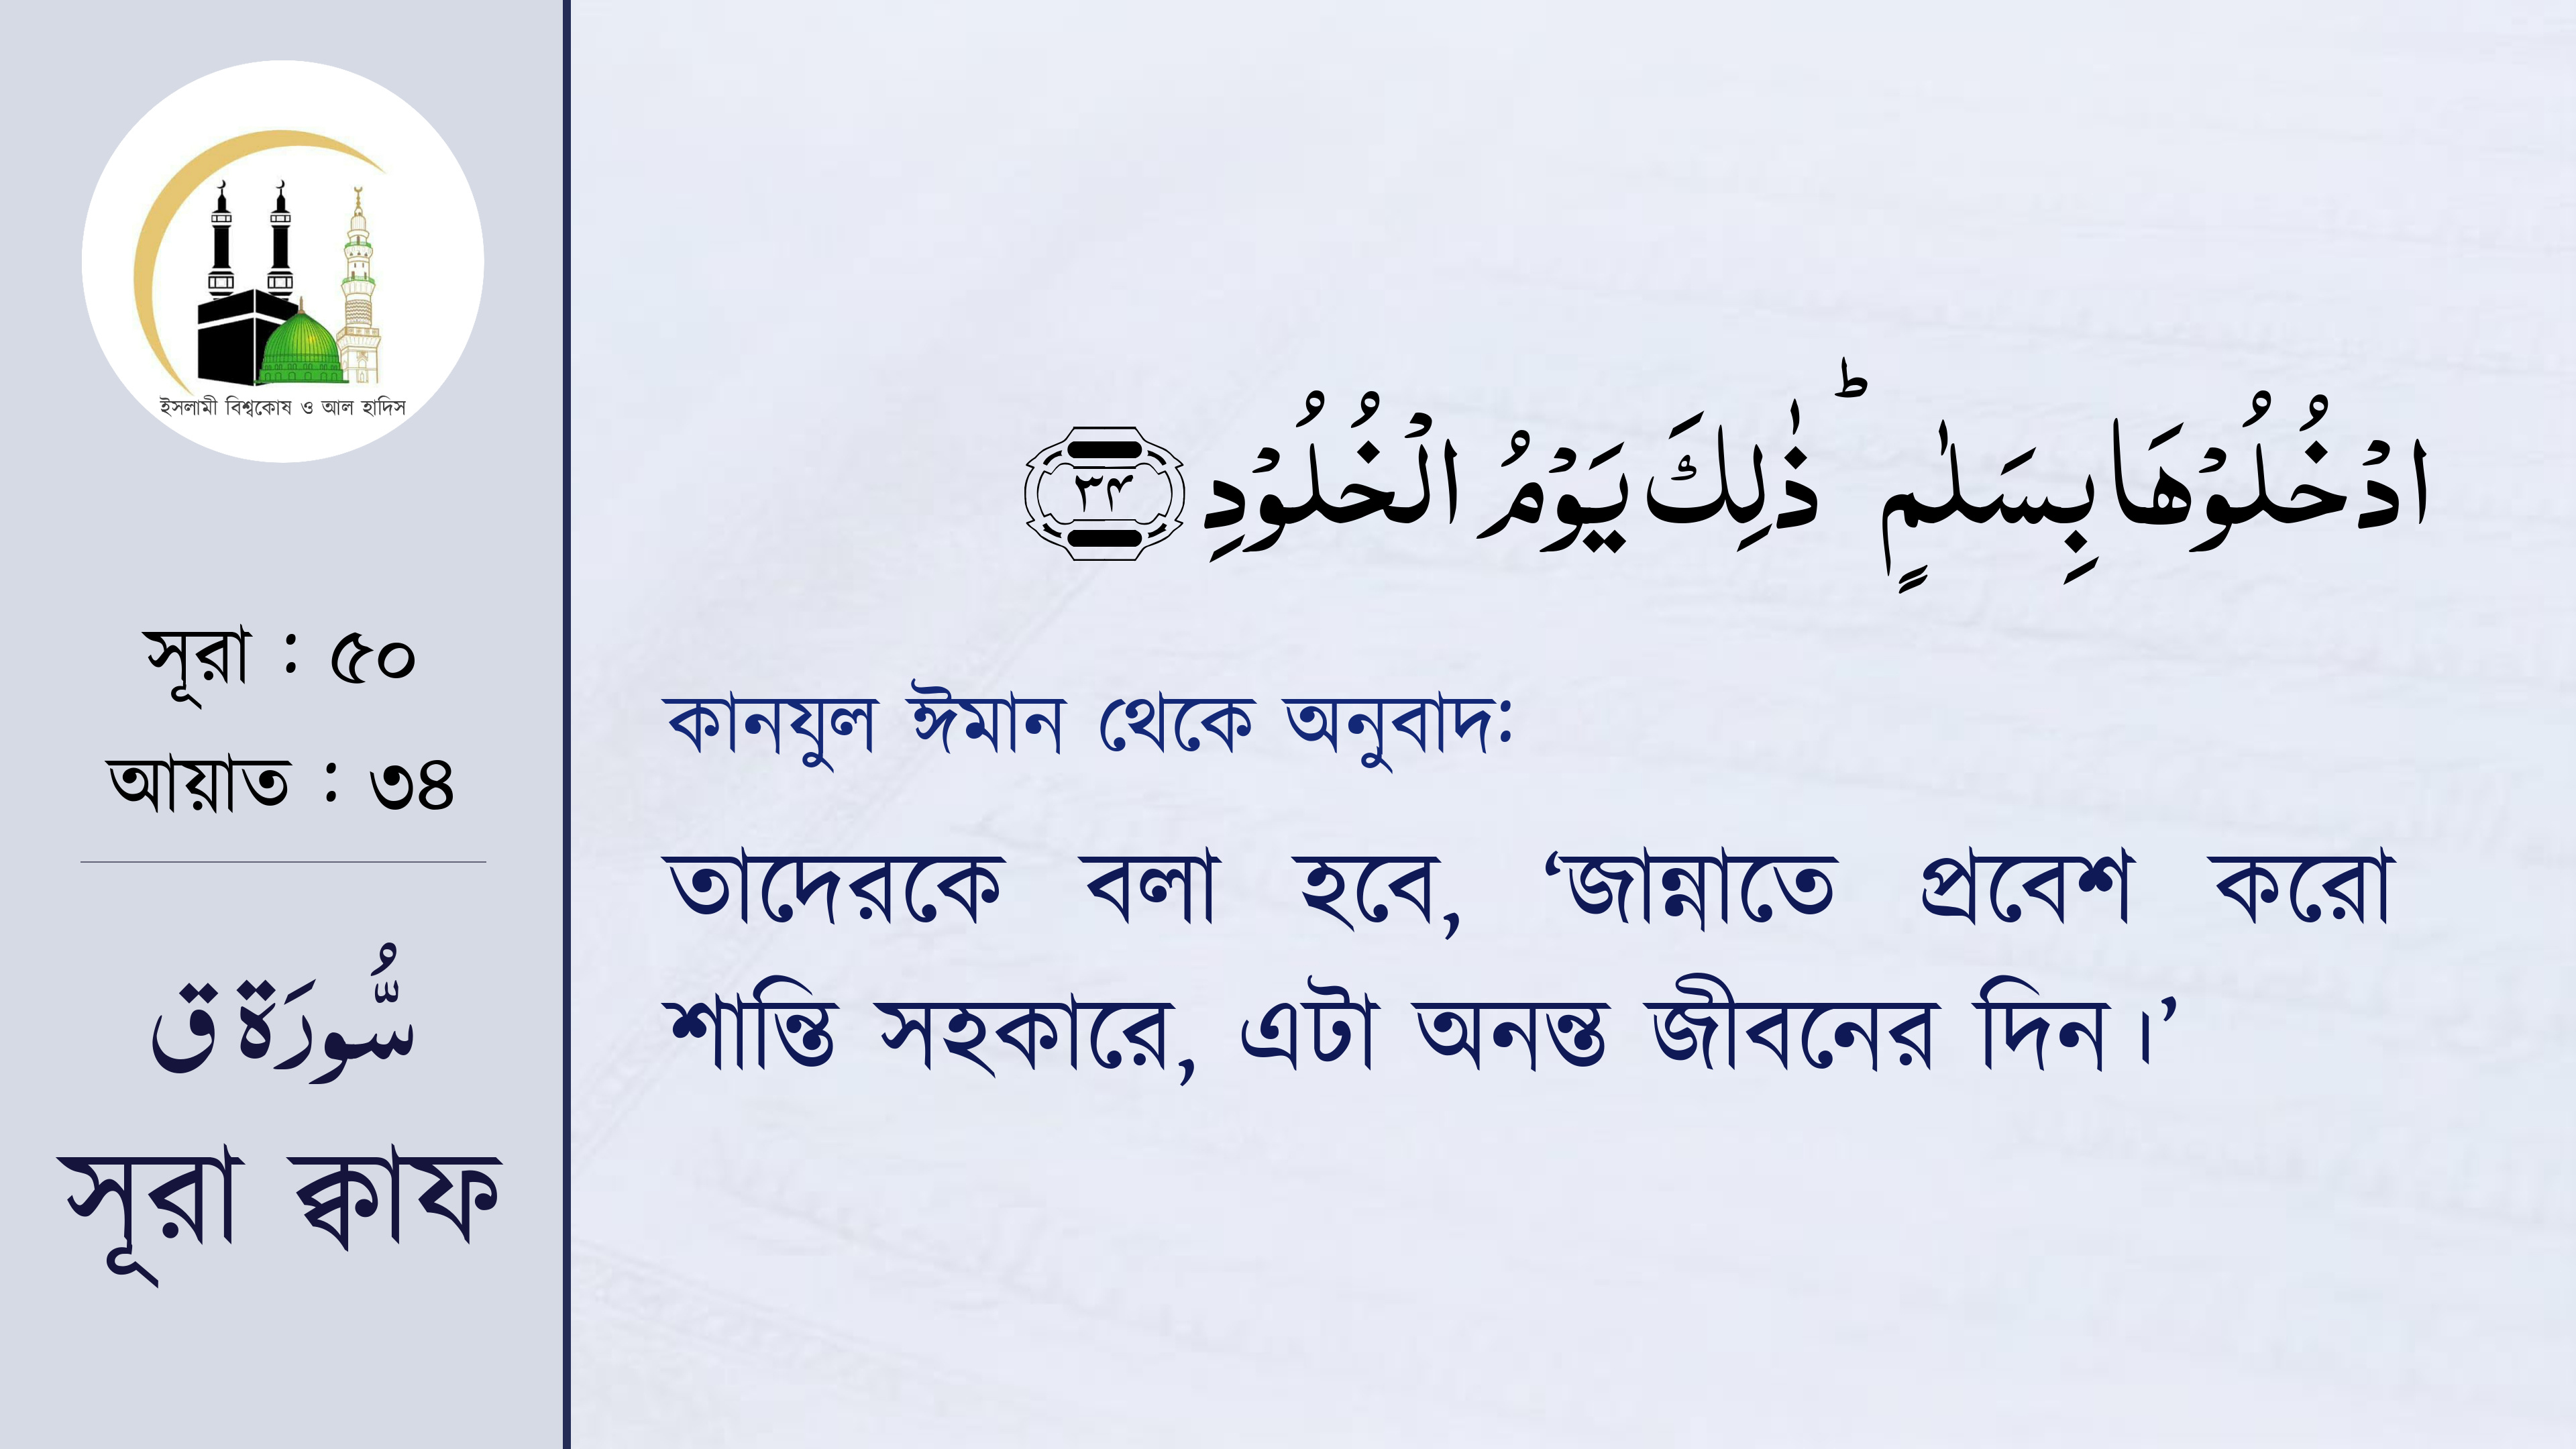 ইসলামী বিশ্বকোষ ও আল হাদিস
সূরা : ৫০
আয়াত : ৩৪
سُّورَة ق
সূরা ক্বাফ
ادۡخُلُوۡهَا بِسَلٰمٍ ؕ ذٰلِكَ يَوۡمُ الۡخُلُوۡدِ ﴿۳۴﴾
কানযুল ঈমান থেকে অনুবাদ:
তাদেরকে বলা হবে, ‘জান্নাতে প্রবেশ করো
শান্তি সহকারে, এটা অনন্ত জীবনের দিন।’